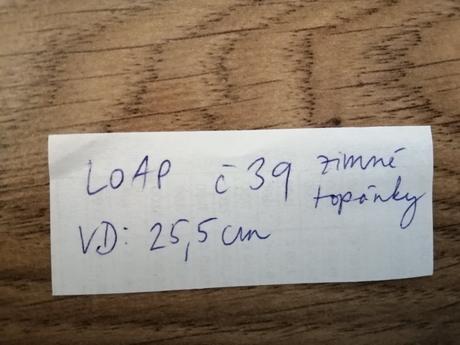 LOAP č 39 zimné
topánky
VD: 25,5 cm